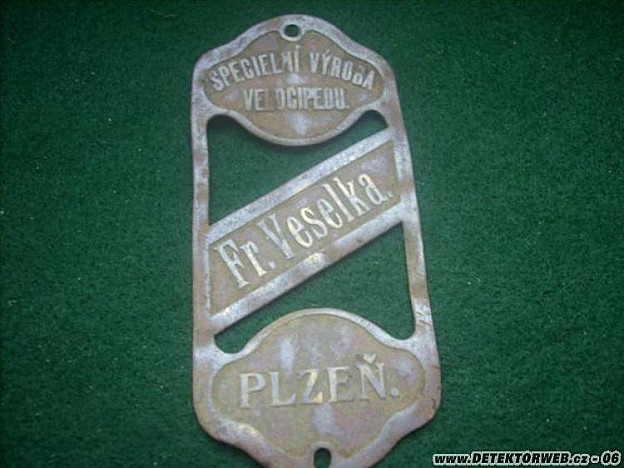 SPECIELNÍ VÝROBA
VELOCIPEDU.
Fr. Veselka.
PLZEŇ.
www.DETEKTORWEB.cz - 06